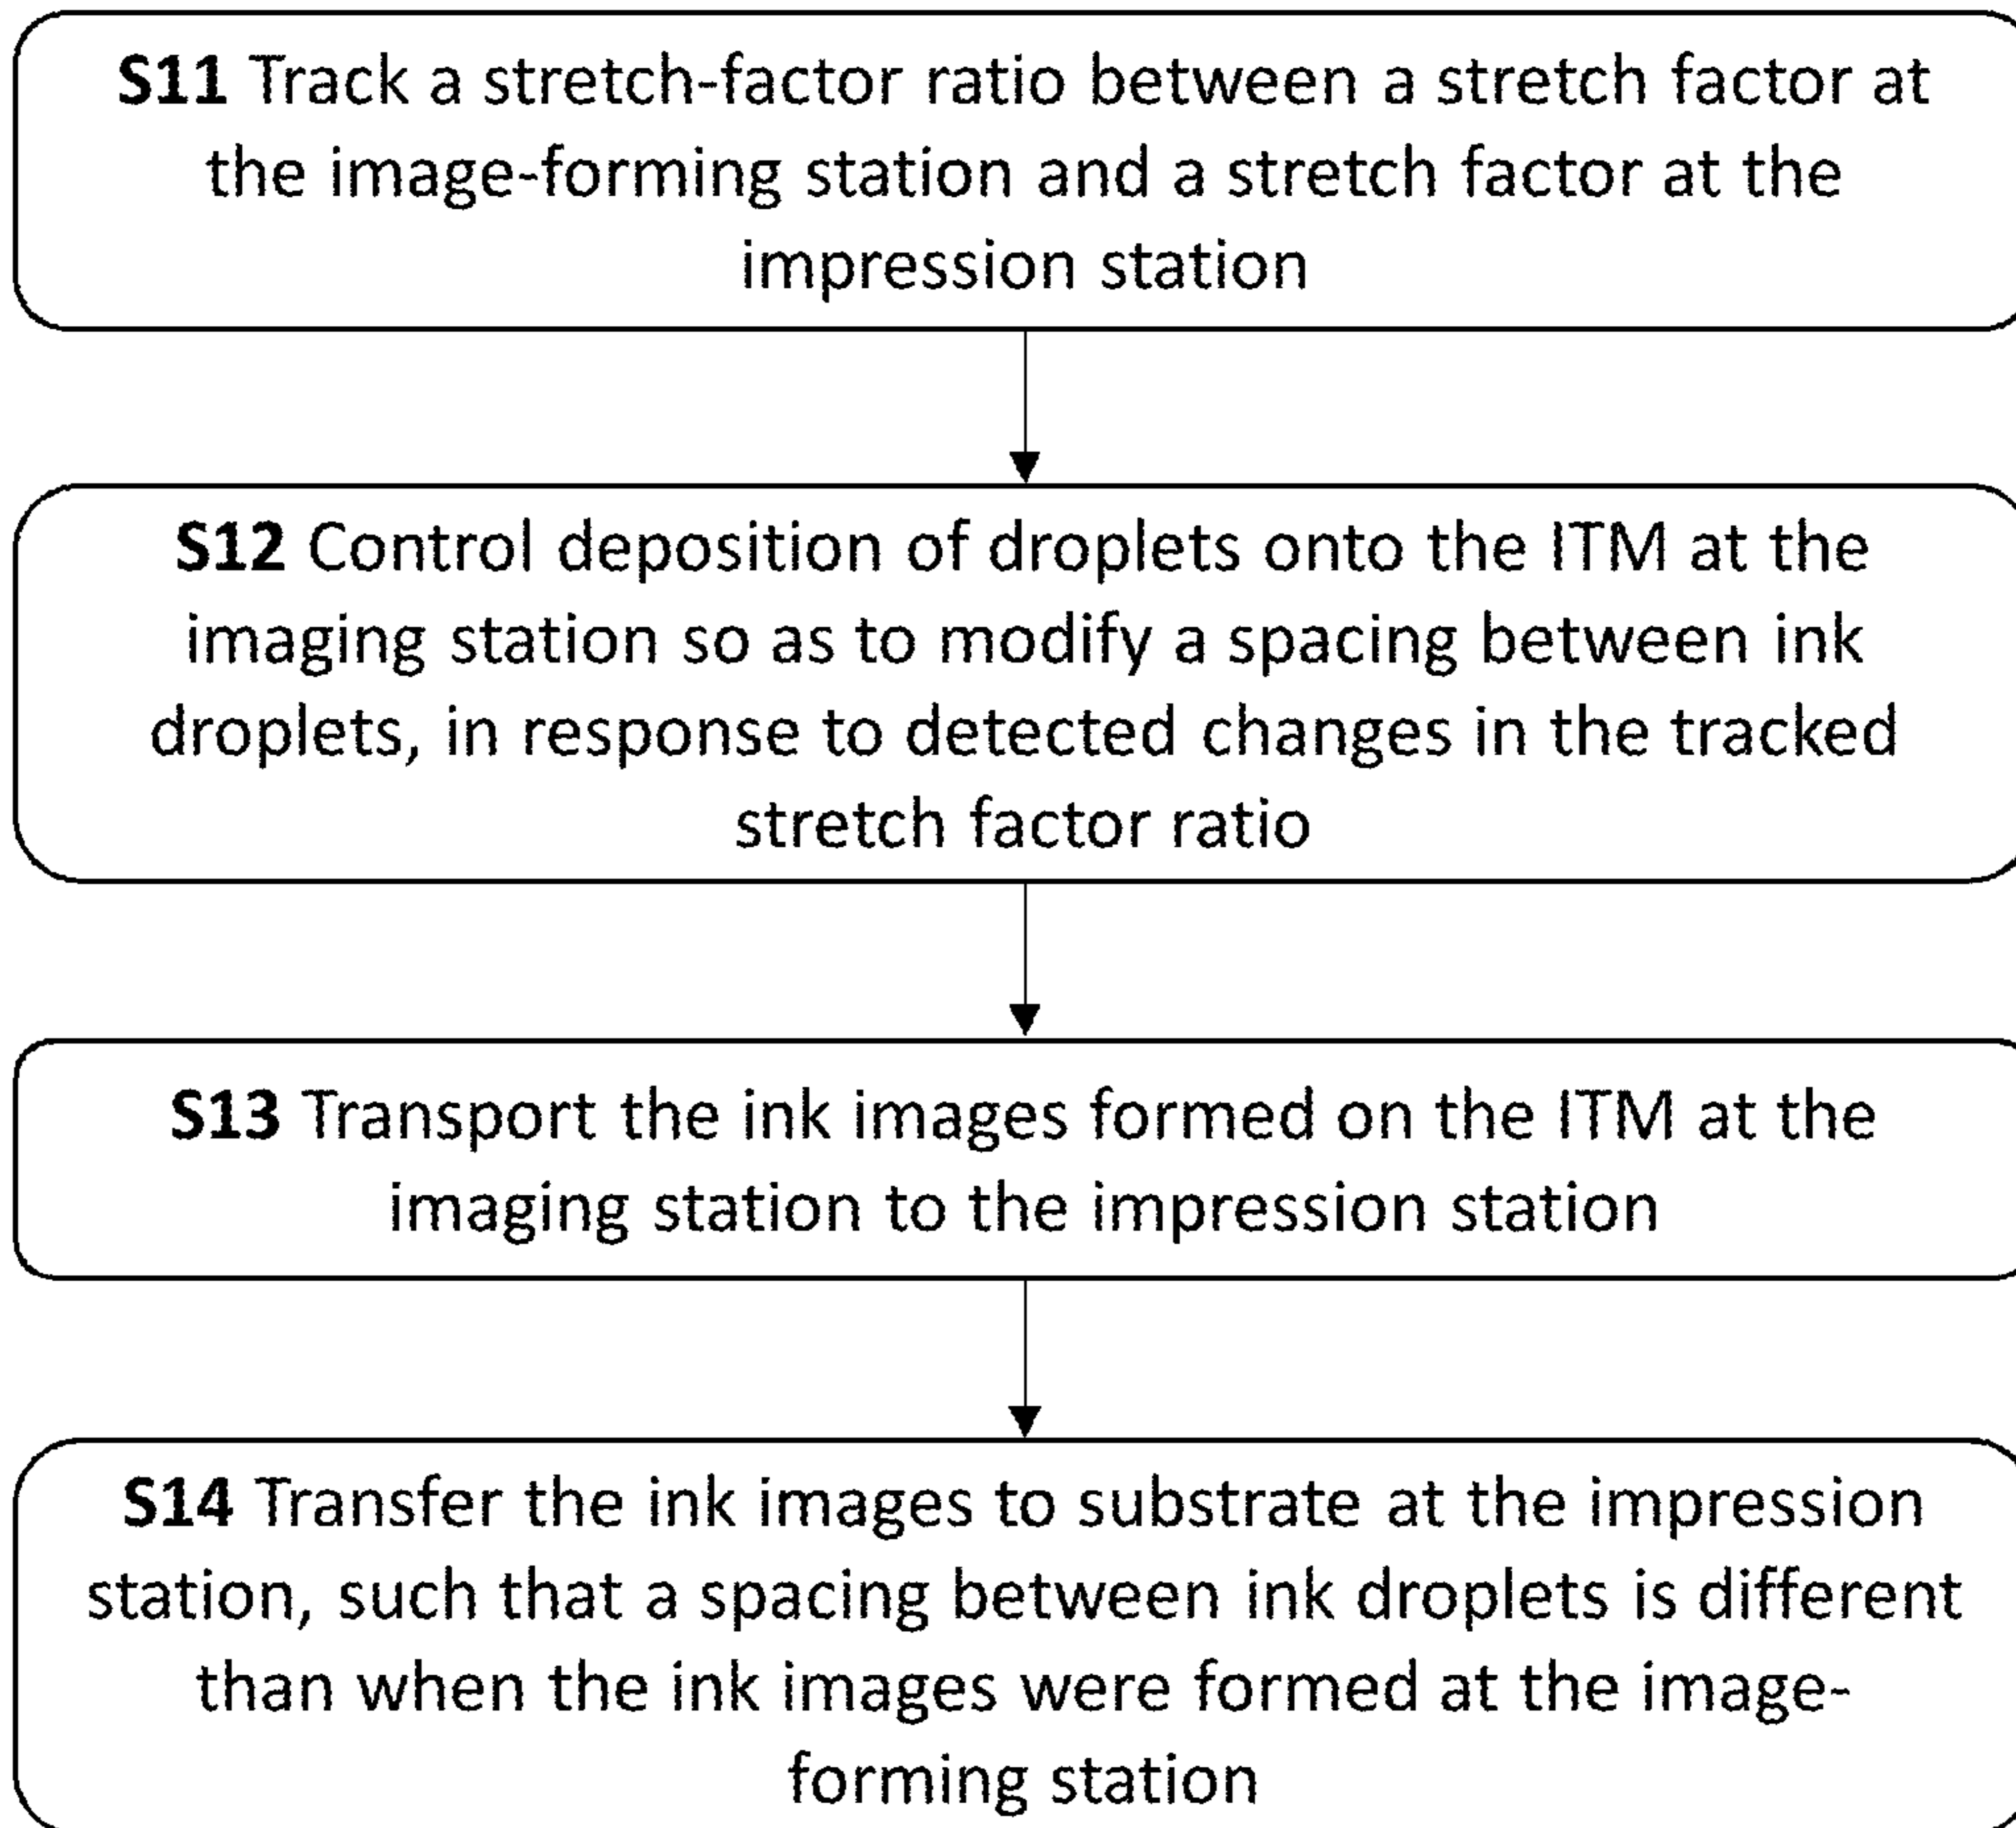 S11 Track a stretch-factor ratio between a stretch factor at
the image-forming station and a stretch factor at the
impression station
S12 Control deposition of droplets onto the ITM at the
imaging station so as to modify a spacing between ink
droplets, in response to detected changes in the tracked
stretch factor ratio
S13 Transport the ink images formed on the ITM at the
imaging station to the impression station
S14 Transfer the ink images to substrate at the impression
station, such that a spacing between ink droplets is different
than when the ink images were formed at the image-
forming station